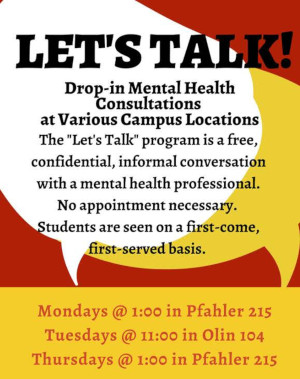 LET'S TALK!
Drop-in Mental Health
Consultations
at Various Campus Locations
The "Let's Talk" program is a free,
confidential, informal conversation
with a mental health professional.
No appointment necessary.
Students are seen on a first-come,
first-served basis.
Mondays @ 1:00 in Pfahler 215
Tuesdays @ 11:00 in Olin 104
Thursdays @ 1:00 in Pfahler 215